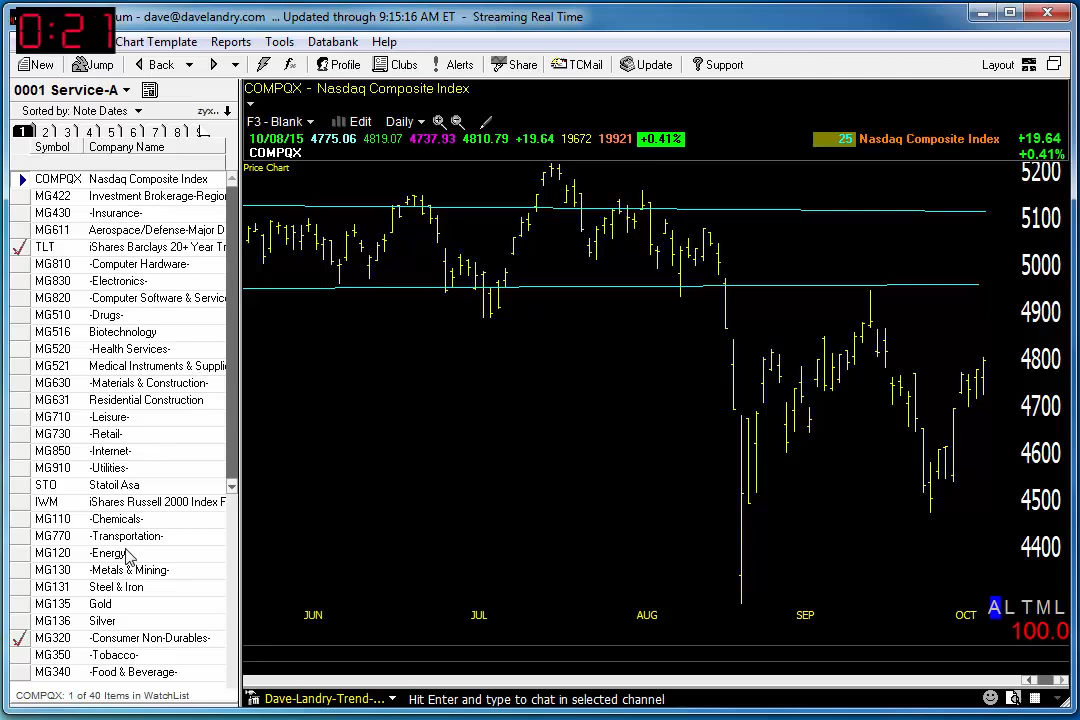 0:21
um - dave@davelandry.com ... Updated through 9:15:16 AM ET - Streaming Real Time
Chart Template Reports Tools Databank Help
New Jump Back Profile Clubs Alerts Share TCMail Update Support Layout
0001 Service-A
Sorted by: Note Dates zyx..
1 2 3 4 5 6 7 8
Symbol Company Name
COMPQX Nasdaq Composite Index
MG422 Investment Brokerage-Region
MG430 -Insurance-
MG611 Aerospace/Defense-Major D
TLT iShares Barclays 20+ Year Tr
MG810 -Computer Hardware-
MG830 -Electronics-
MG820 -Computer Software & Service
MG510 -Drugs-
MG516 Biotechnology
MG520 -Health Services-
MG521 Medical Instruments & Suppli
MG630 -Materials & Construction-
MG631 Residential Construction
MG710 -Leisure-
MG730 -Retail-
MG850 -Internet-
MG910 -Utilities-
STO Statoil Asa
IWM iShares Russell 2000 Index F
MG110 -Chemicals-
MG770 -Transportation-
MG120 -Energy
MG130 -Metals & Mining-
MG131 Steel & Iron
MG135 Gold
MG136 Silver
MG320 -Consumer Non-Durables-
MG350 -Tobacco-
MG340 -Food & Beverage-
COMPQX: 1 of 40 Items in WatchList
COMPQX - Nasdaq Composite Index
F3 - Blank Edit Daily
10/08/15 4775.06 4819.07 4737.93 4810.79 +19.64 19672 19921 +0.41%
25 Nasdaq Composite Index +19.64
+0.41%
COMPQX
Price Chart
5200
5100
5000
4900
4800
4700
4600
4500
4400
JUN JUL AUG SEP OCT
A L T M L
100.0
Dave-Landry-Trend-... Hit Enter and type to chat in selected channel